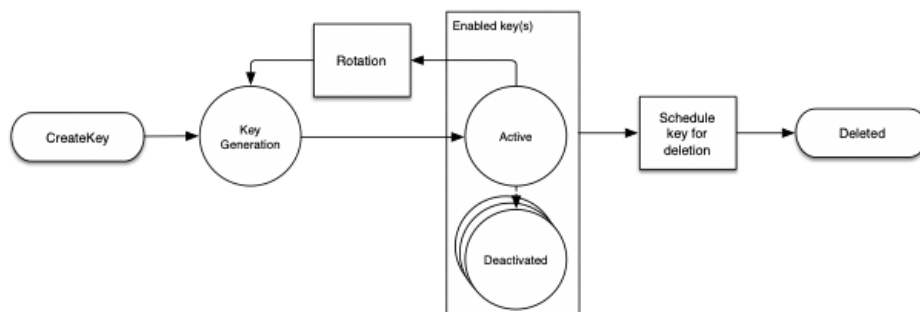 Enabled key(s)
Rotation
CreateKey
Key
Generation
Active
Schedule
key for
deletion
Deleted
Deactivated